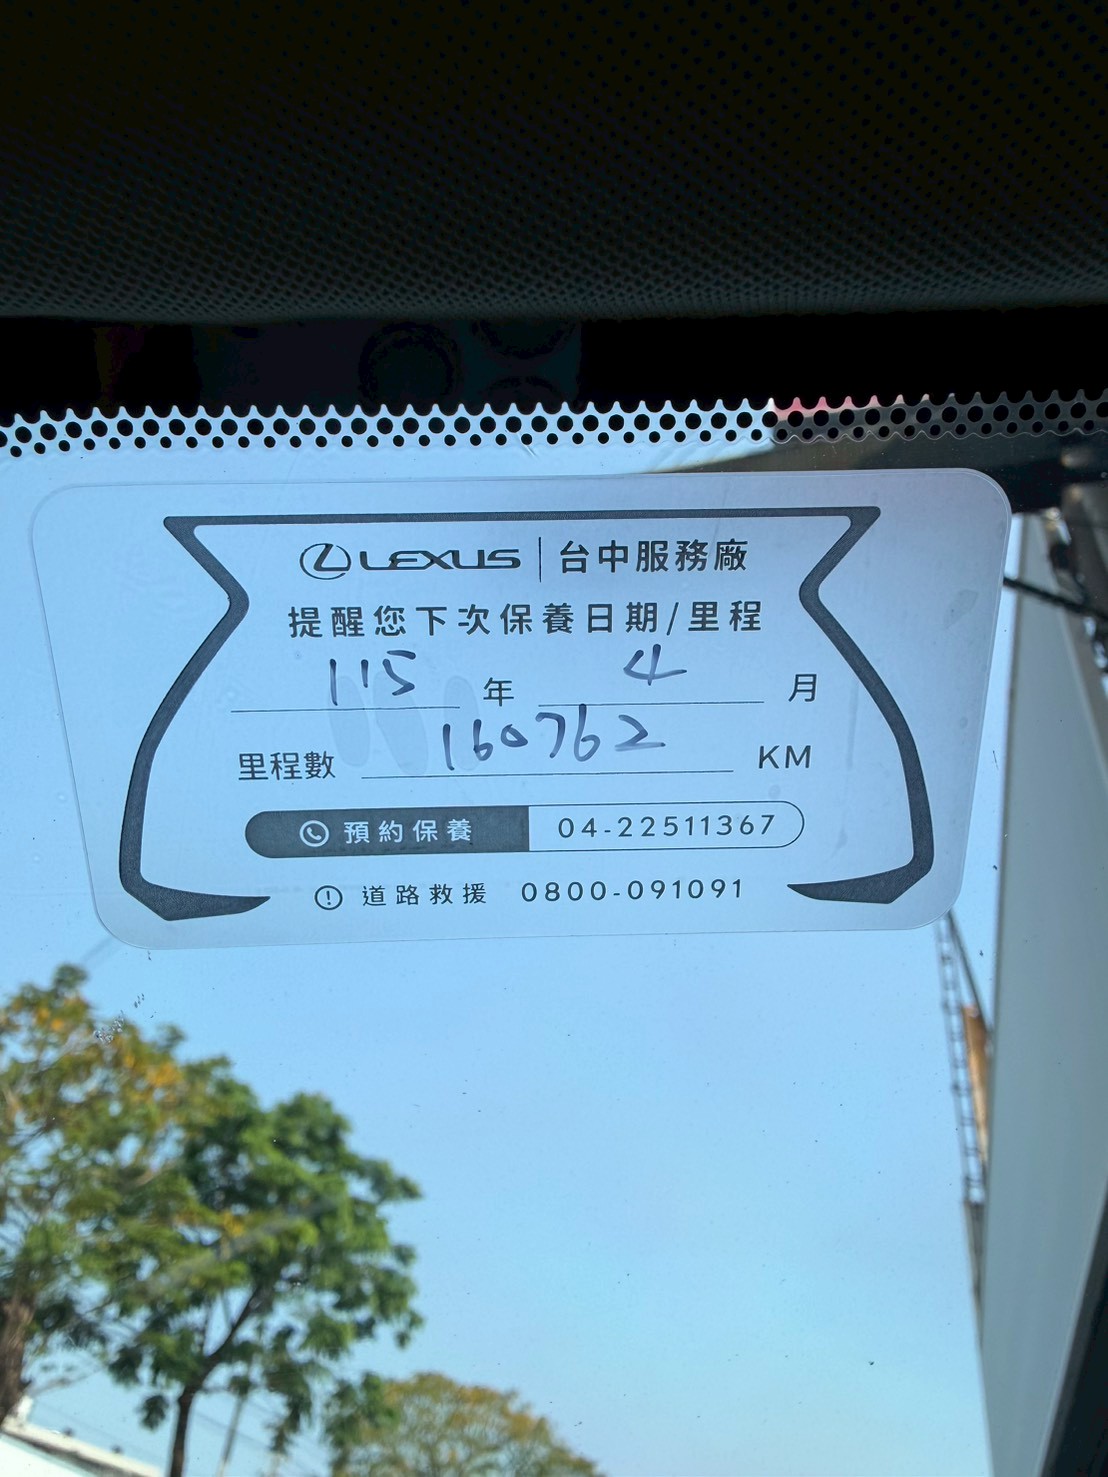 LEXUS | 台中服務廠
提醒您下次保養日期/里程
115 年 4 月
里程數 160762 KM
預約保養 04-22511367
道路救援 0800-091091